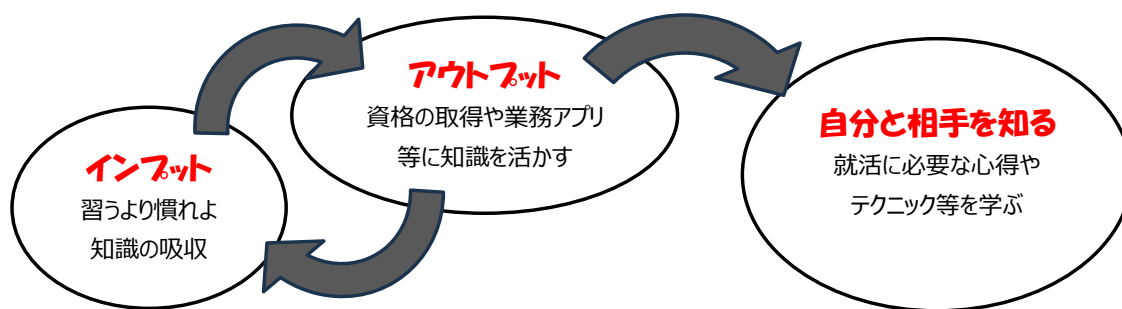 インプット
習うより慣れよ
知識の吸収
アウトプット
資格の取得や業務アプリ
等に知識を活かす
自分と相手を知る
就活に必要な心得や
テクニック等を学ぶ